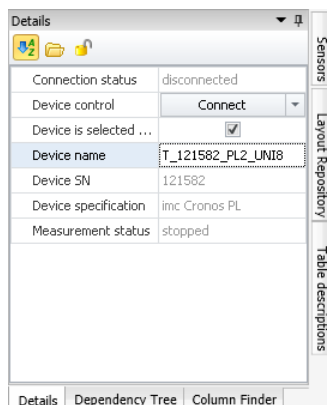 Details
Connection status disconnected
Device control Connect
Device is selected ...
Device name T_121582_PL2_UNI8
Device SN 121582
Device specification imc Cronos PL
Measurement status stopped
Details Dependency Tree Column Finder
Sensors
Layout Repository
Table descriptions